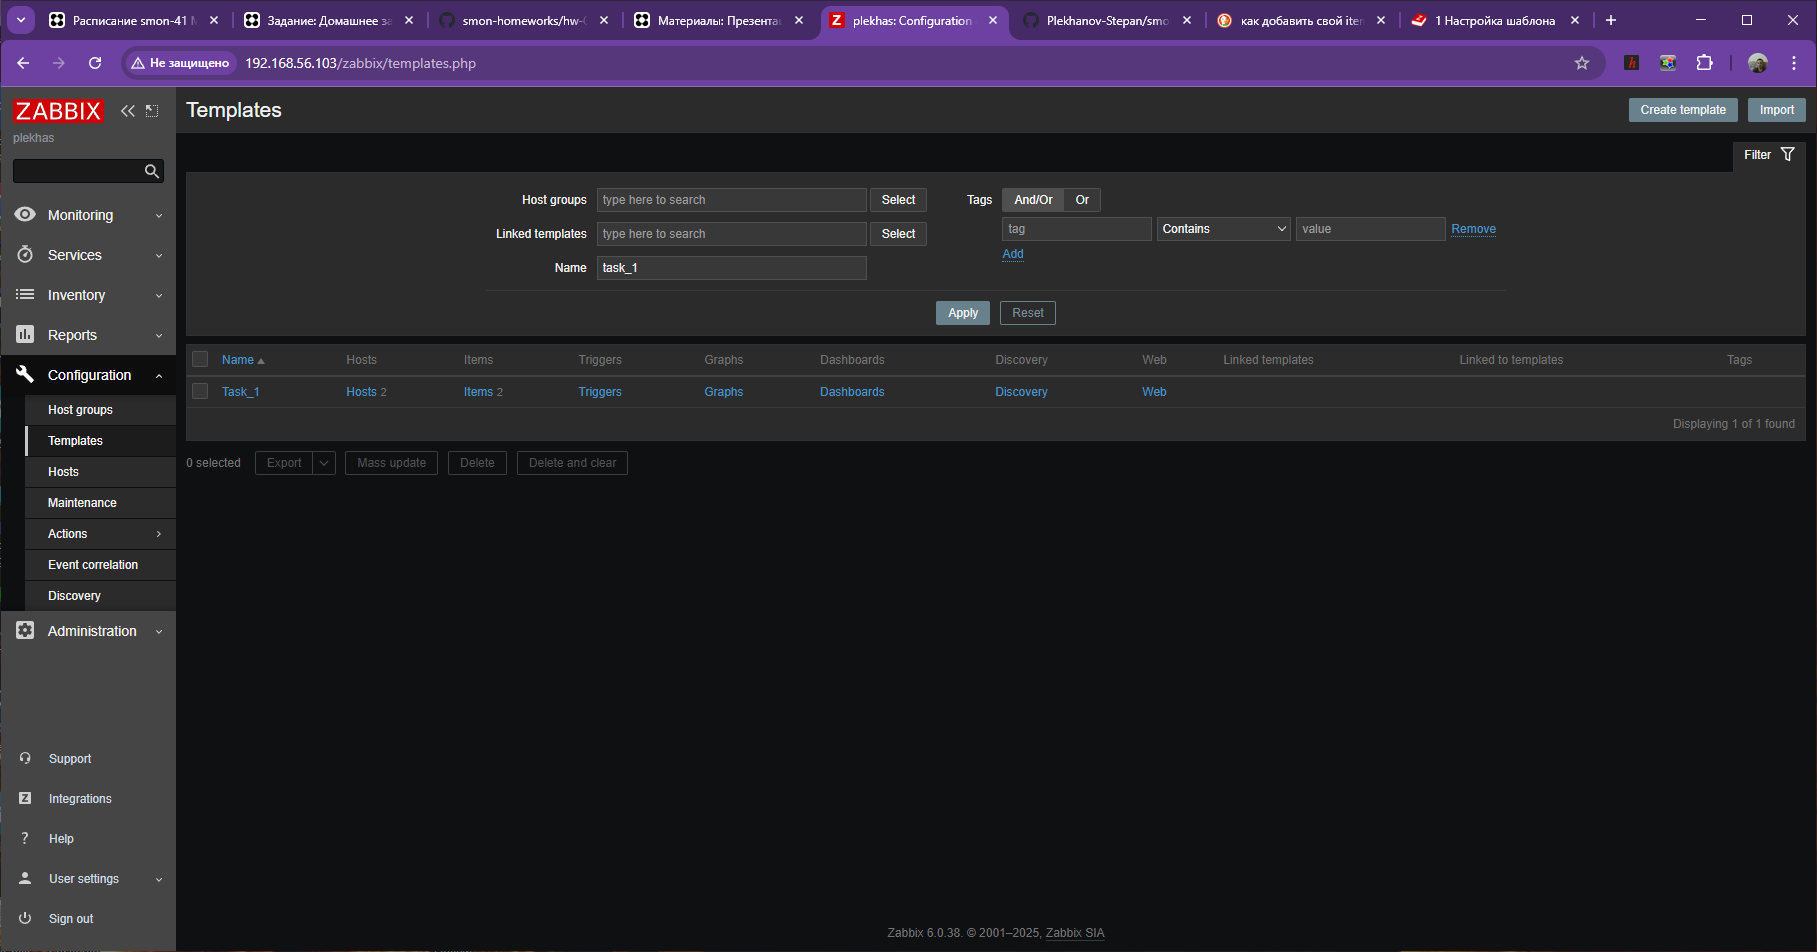 Расписание smon-41
Задание: Домашнее за
smon-homeworks/hw-
Материалы: Презента
plekhas: Configuration
Plekhanov-Stepan/smo
как добавить свой iter
1 Настройка шаблона
Не защищено
192.168.56.103/zabbix/templates.php
ZABBIX
plekhas
Monitoring
Services
Inventory
Reports
Configuration
Host groups
Templates
Hosts
Maintenance
Actions
Event correlation
Discovery
Administration
Support
Integrations
Help
User settings
Sign out
Templates
Create template
Import
Filter
Host groups
type here to search
Select
Linked templates
type here to search
Select
Name
task_1
Tags
And/Or
Or
tag
Contains
value
Remove
Add
Apply
Reset
Name Hosts Items Triggers Graphs Dashboards Discovery Web Linked templates Linked to templates Tags
Task_1 Hosts 2 Items 2 Triggers Graphs Dashboards Discovery Web
Displaying 1 of 1 found
0 selected
Export
Mass update
Delete
Delete and clear
Zabbix 6.0.38. © 2001–2025, Zabbix SIA